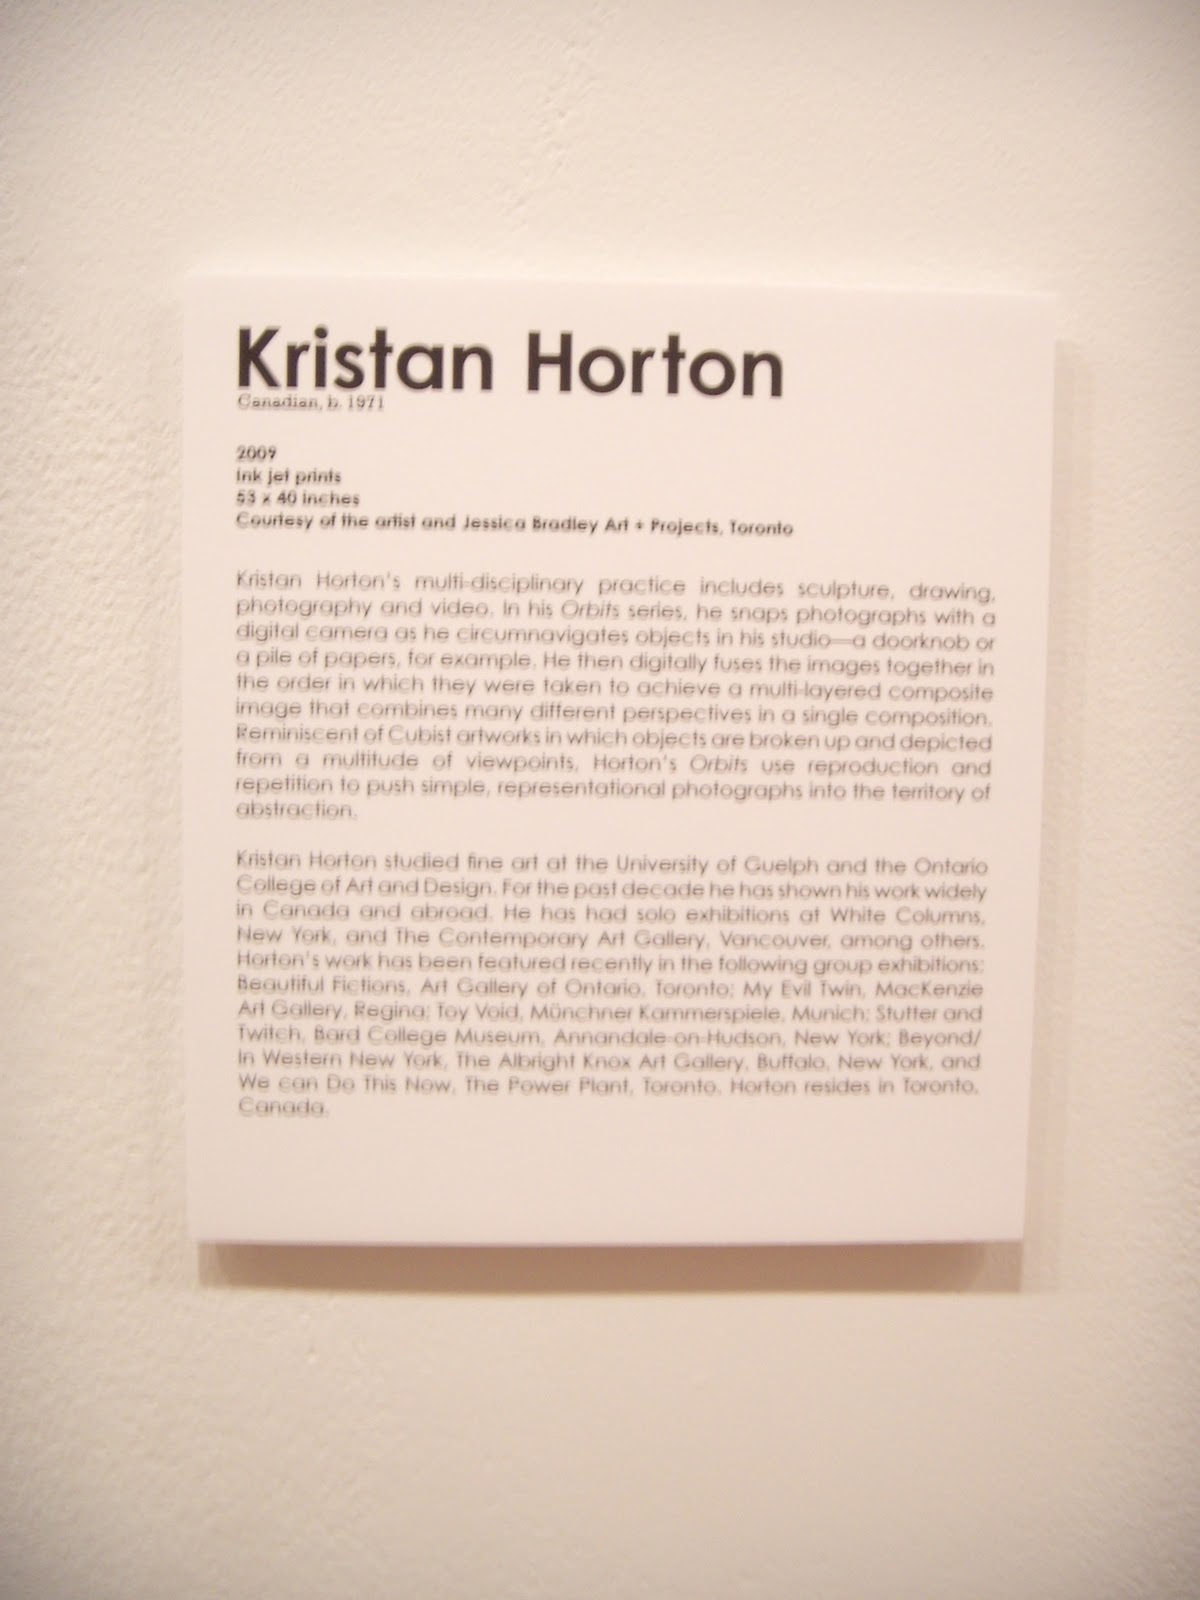 Kristan Horton
Canadian, b. 1971
2009
Ink jet prints
53 x 40 inches
Courtesy of the artist and Jessica Bradley Art + Projects, Toronto
Kristan Horton's multi-disciplinary practice includes sculpture, drawing,
photography and video. In his Orbits series, he snaps photographs with a
digital camera as he circumnavigates objects in his studio—a doorknob or
a pile of papers, for example. He then digitally fuses the images together in
the order in which they were taken to achieve a multi-layered composite
image that combines many different perspectives in a single composition.
Reminiscent of Cubist artworks in which objects are broken up and depicted
from a multitude of viewpoints, Horton's Orbits use reproduction and
repetition to push simple, representational photographs into the territory of
abstraction.
Kristan Horton studied fine art at the University of Guelph and the Ontario
College of Art and Design. For the past decade he has shown his work widely
in Canada and abroad. He has had solo exhibitions at White Columns,
New York, and The Contemporary Art Gallery, Vancouver, among others.
Horton's work has been featured recently in the following group exhibitions:
Beautiful Fictions, Art Gallery of Ontario, Toronto; My Evil Twin, MacKenzie
Art Gallery, Regina; Toy Void, Münchner Kammerspiele, Munich; Stutter and
Twitch, Bard College Museum, Annandale-on-Hudson, New York; Beyond/
In Western New York, The Albright Knox Art Gallery, Buffalo, New York, and
We can Do This Now, The Power Plant, Toronto. Horton resides in Toronto,
Canada.